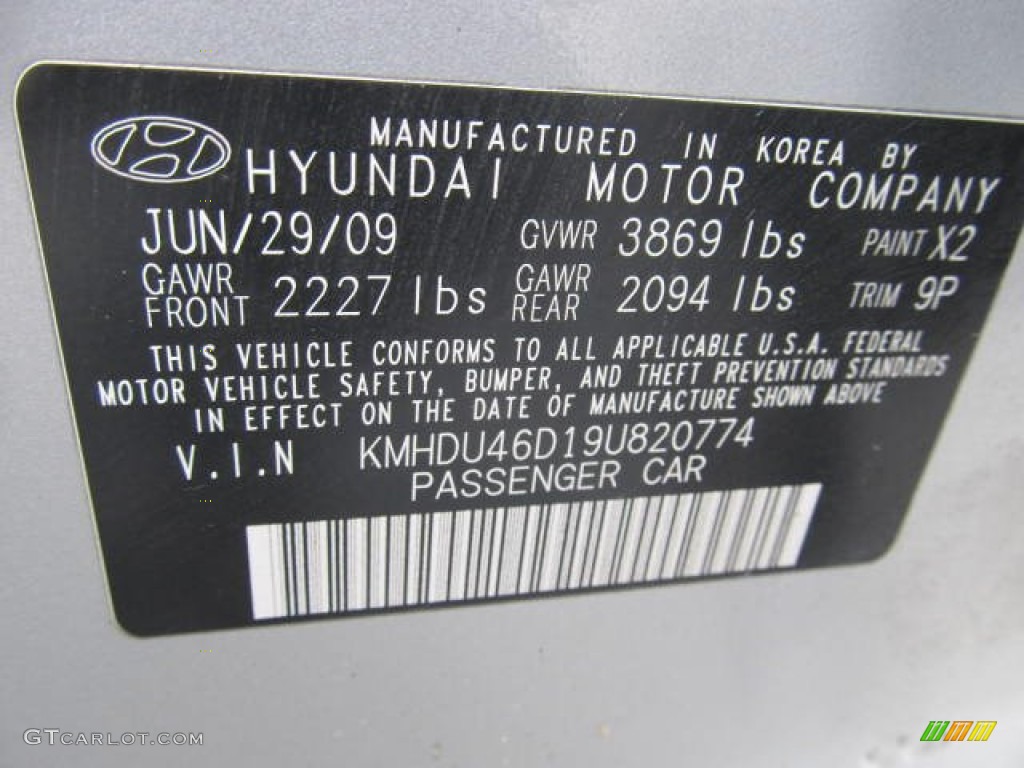 MANUFACTURED IN KOREA BY
HYUNDAI MOTOR COMPANY
JUN/29/09 GVWR 3869 lbs PAINT X2
GAWR FRONT 2227 lbs GAWR REAR 2094 lbs TRIM 9P
THIS VEHICLE CONFORMS TO ALL APPLICABLE U.S.A. FEDERAL
MOTOR VEHICLE SAFETY, BUMPER, AND THEFT PREVENTION STANDARDS
IN EFFECT ON THE DATE OF MANUFACTURE SHOWN ABOVE
V.I.N KMHDU46D19U820774
PASSENGER CAR
GTCARLOT.COM